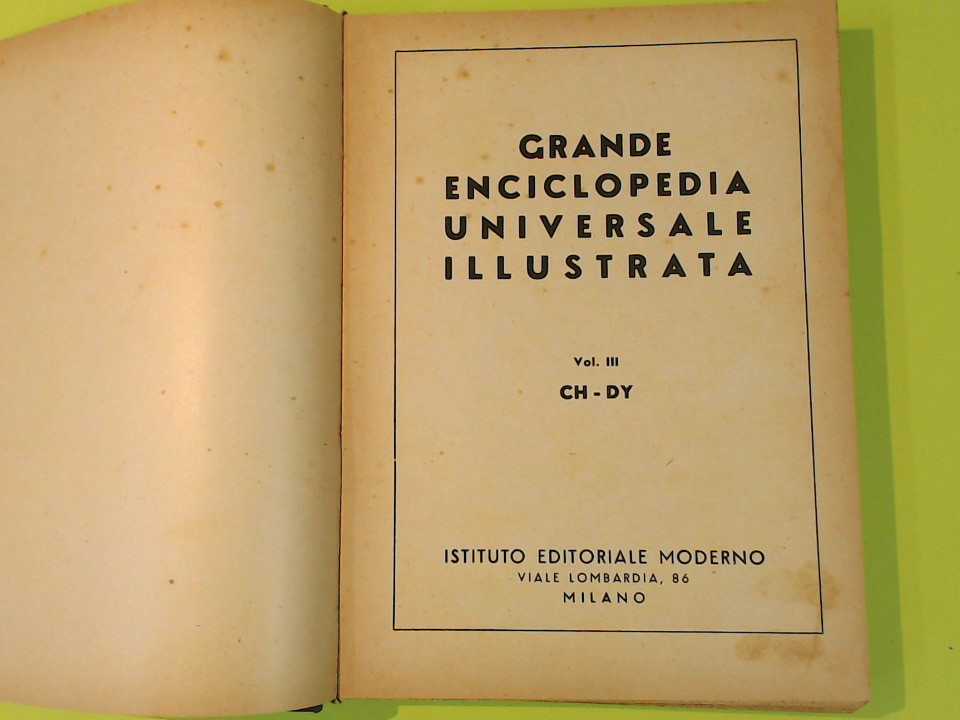 GRANDE
ENCICLOPEDIA
UNIVERSALE
ILLUSTRATA
Vol. III
CH - DY
ISTITUTO EDITORIALE MODERNO
VIALE LOMBARDIA, 86
MILANO